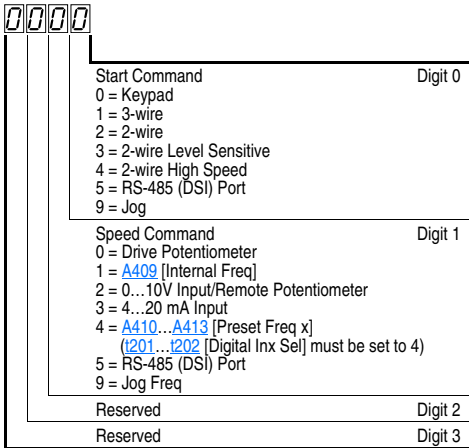 0000
Start Command Digit 0
0 = Keypad
1 = 3-wire
2 = 2-wire
3 = 2-wire Level Sensitive
4 = 2-wire High Speed
5 = RS-485 (DSI) Port
9 = Jog
Speed Command Digit 1
0 = Drive Potentiometer
1 = A409 [Internal Freq]
2 = 0…10V Input/Remote Potentiometer
3 = 4…20 mA Input
4 = A410…A413 [Preset Freq x]
(t201…t202 [Digital Inx Sel] must be set to 4)
5 = RS-485 (DSI) Port
9 = Jog Freq
Reserved Digit 2
Reserved Digit 3